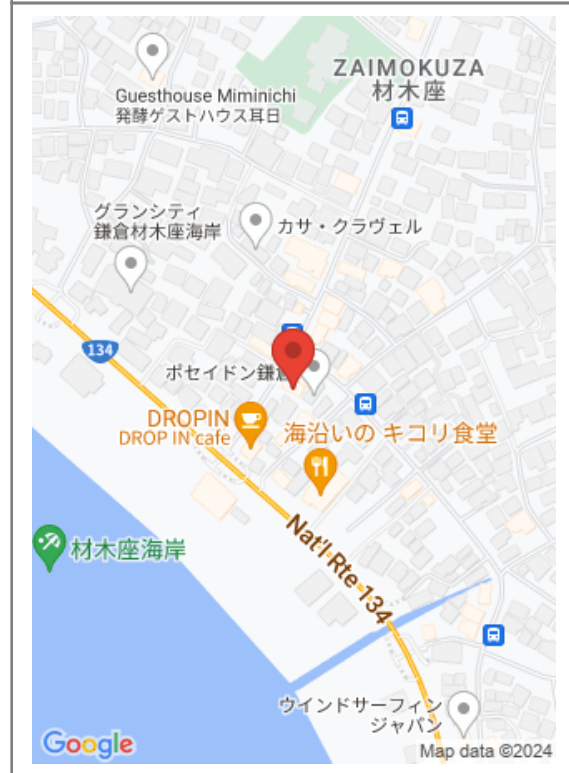 ZAIMOKUZA
材木座
Guesthouse Miminichi
発酵ゲストハウス耳日
グランシティ
鎌倉材木座海岸
カサ・クラヴェル
134
ポセイドン鎌倉
DROPIN
DROP IN cafe
海沿いの キコリ食堂
Nat'l Rte 134
材木座海岸
ウインドサーフィン
ジャパン
Google
Map data ©2024